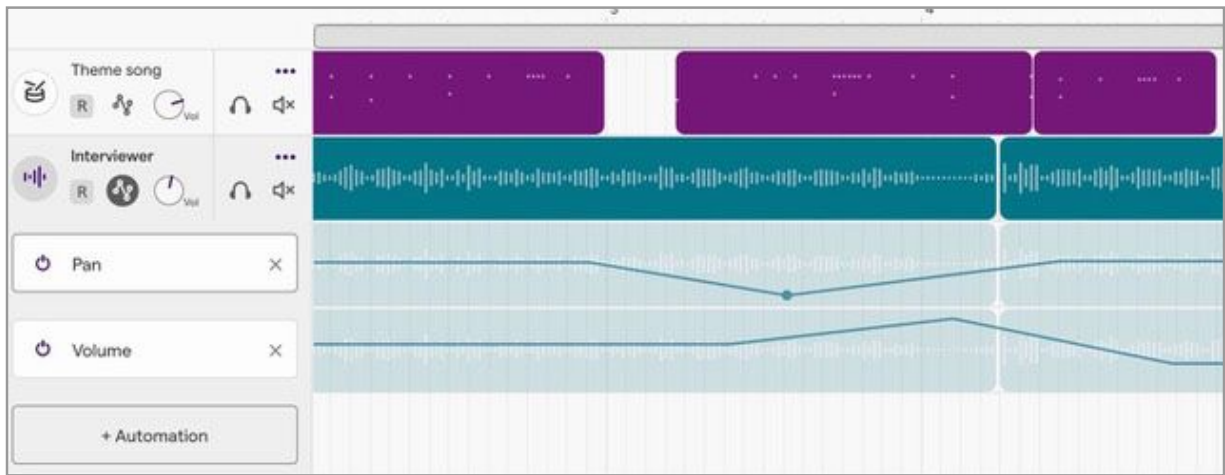 3 4
Theme song
R Vol
Interviewer
R Vol
Pan
Volume
+ Automation